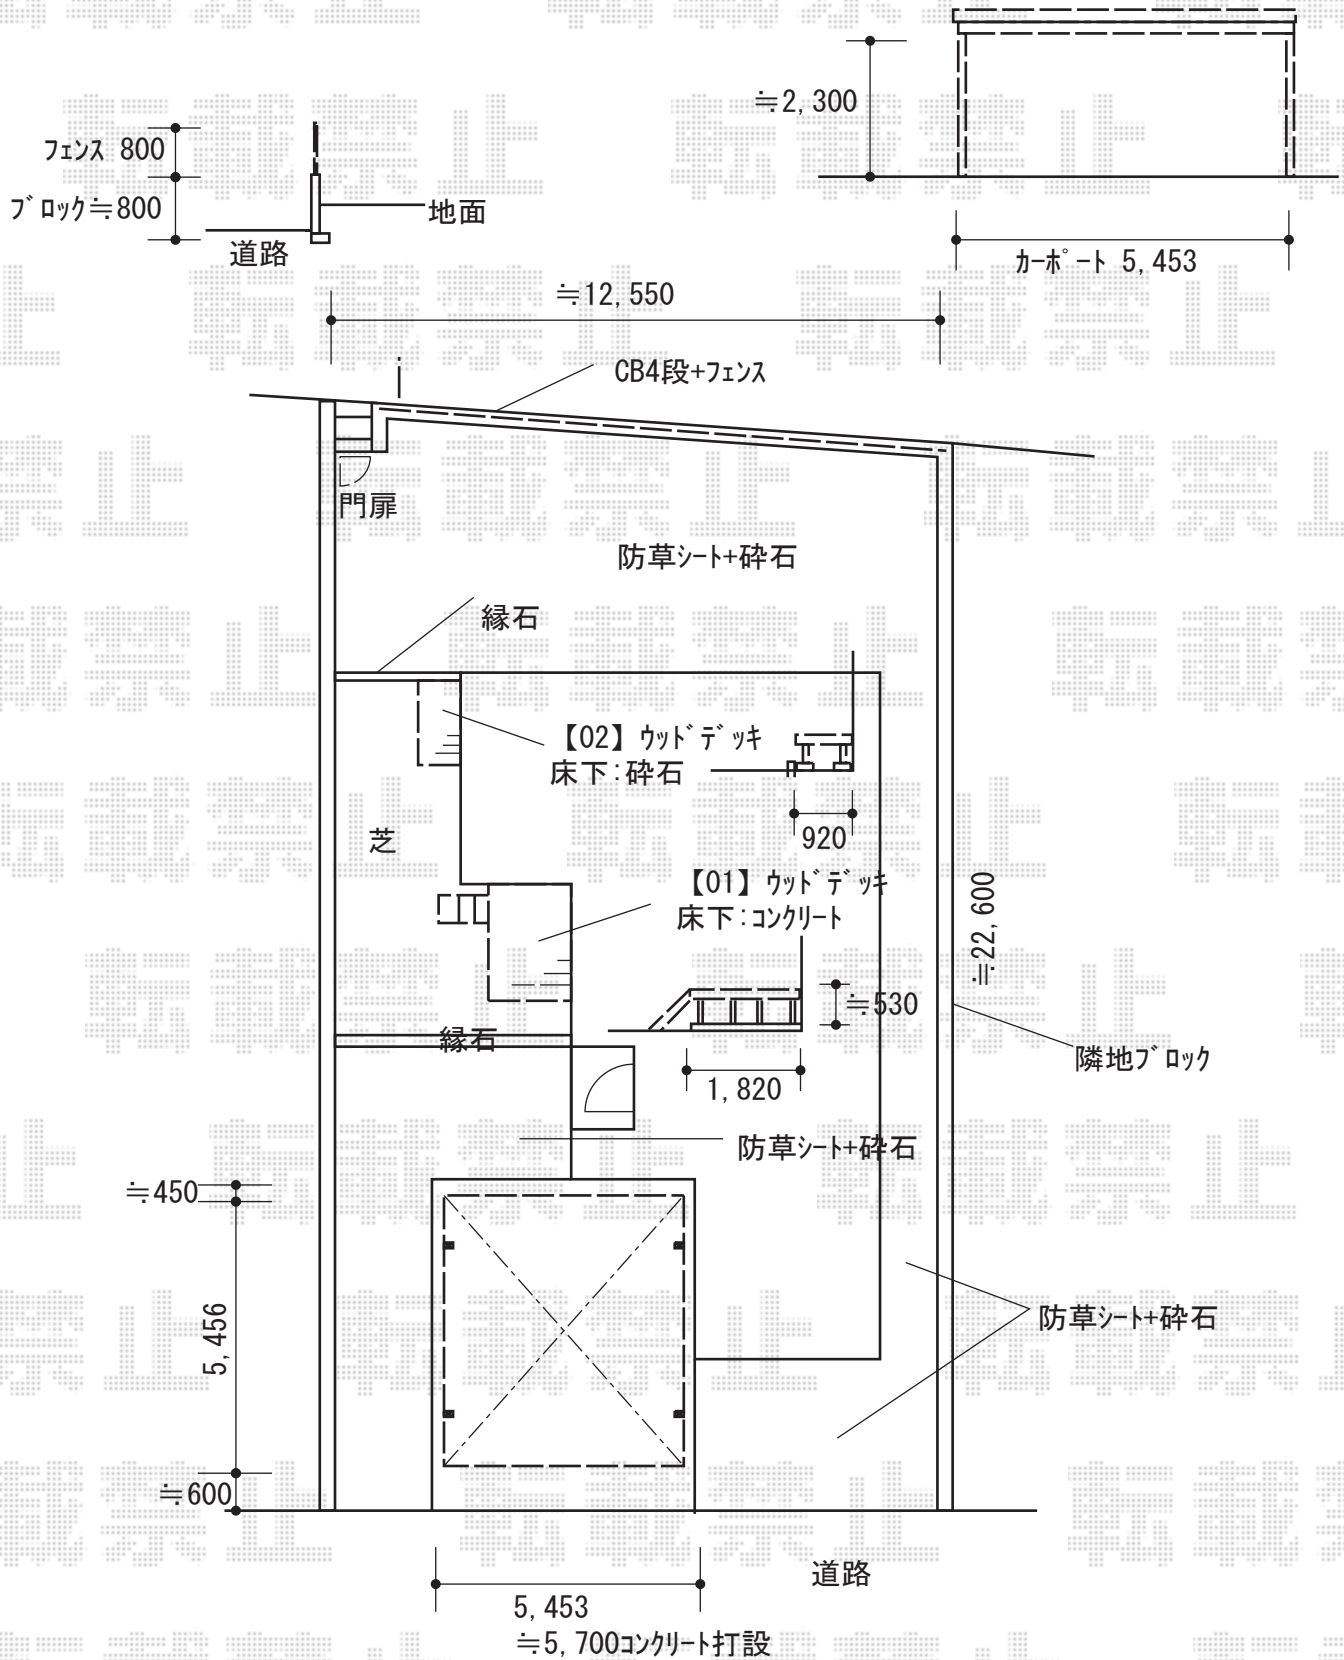 ≒2,300
フェンス 800
ブロック≒800
地面
道路
カーポート 5,453
≒12,550
CB4段+フェンス
門扉
防草シート+砕石
縁石
【02】ウッドデッキ
床下:砕石
920
芝
【01】ウッドデッキ
床下:コンクリート
≒22,600
≒530
縁石
隣地ブロック
1,820
防草シート+砕石
≒450
5,456
防草シート+砕石
≒600
道路
5,453
≒5,700コンクリート打設
転載禁止